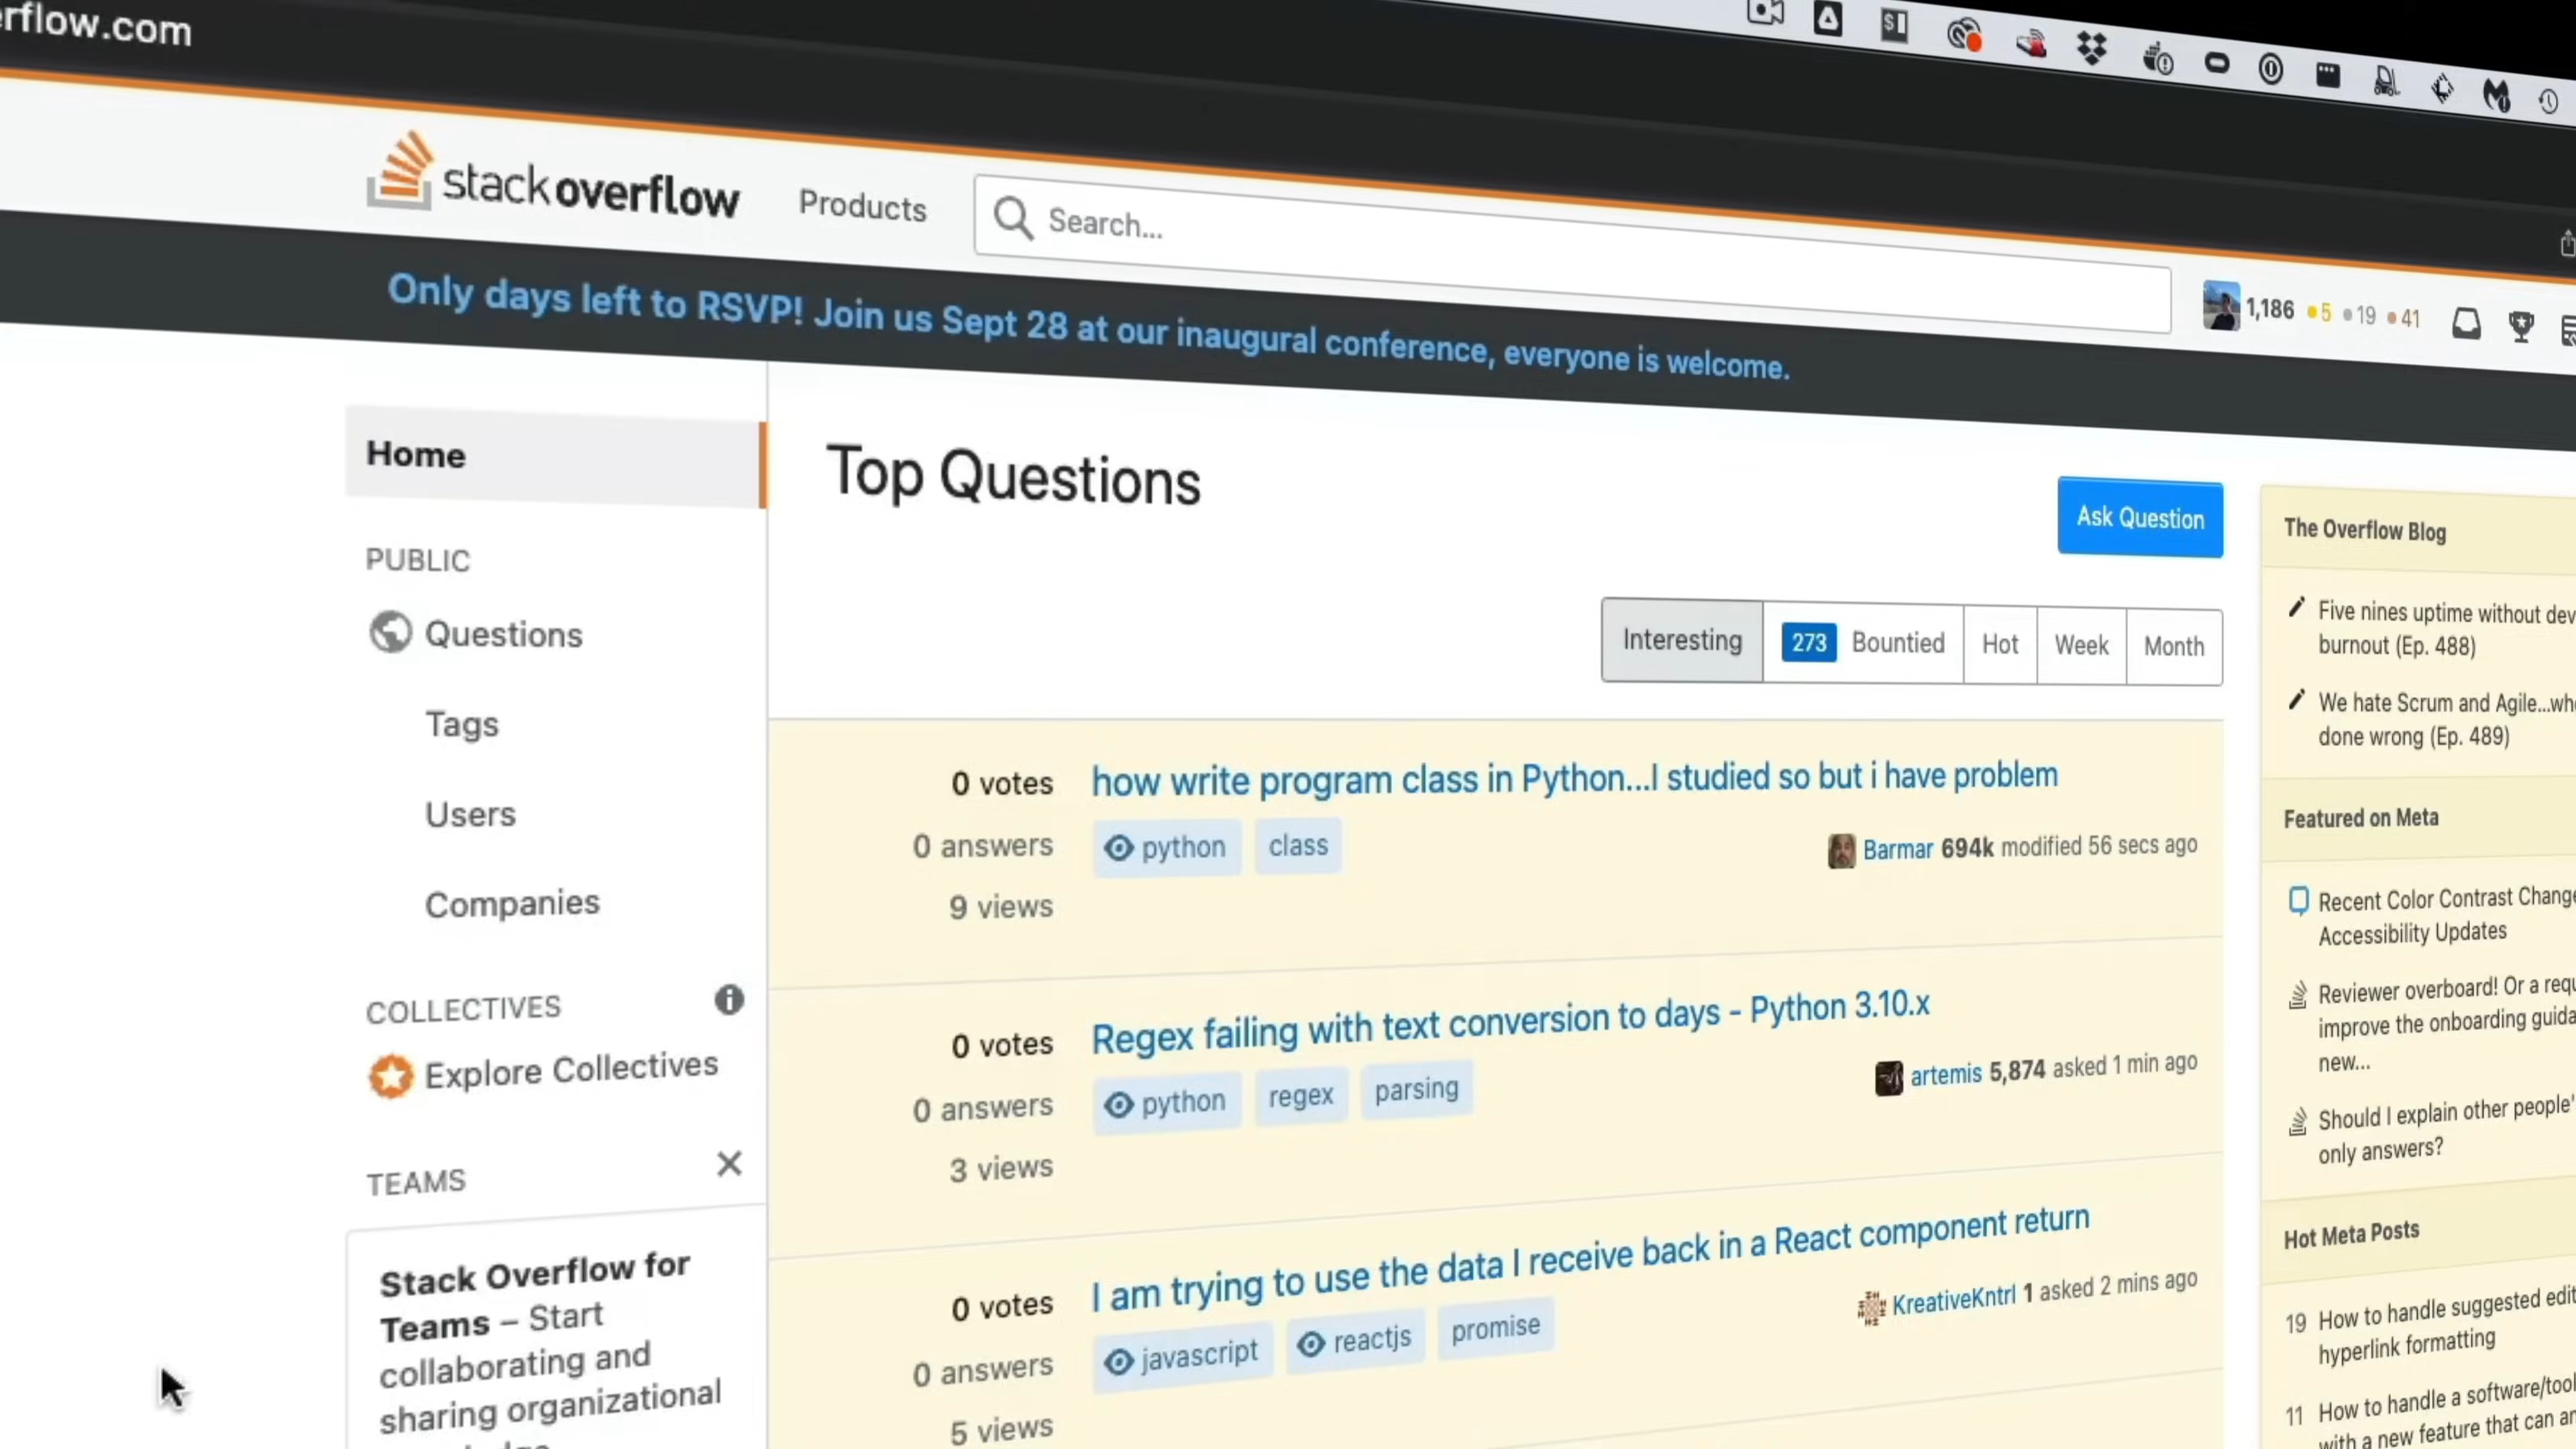 rflow.com
stackoverflow
Products
Search...
1,186 5 19 41
Only days left to RSVP! Join us Sept 28 at our inaugural conference, everyone is welcome.
Home
PUBLIC
Questions
Tags
Users
Companies
COLLECTIVES
Explore Collectives
TEAMS
Stack Overflow for
Teams – Start
collaborating and
sharing organizational
Top Questions
Ask Question
Interesting
273 Bountied
Hot
Week
Month
0 votes
0 answers
9 views
how write program class in Python...I studied so but i have problem
python class
Barmar 694k modified 56 secs ago
0 votes
0 answers
3 views
Regex failing with text conversion to days - Python 3.10.x
python regex parsing
artemis 5,874 asked 1 min ago
0 votes
0 answers
5 views
I am trying to use the data I receive back in a React component return
javascript reactjs promise
KreativeKntrl 1 asked 2 mins ago
The Overflow Blog
Five nines uptime without dev
burnout (Ep. 488)
We hate Scrum and Agile...wh
done wrong (Ep. 489)
Featured on Meta
Recent Color Contrast Change
Accessibility Updates
Reviewer overboard! Or a requ
improve the onboarding guida
new...
Should I explain other people'
only answers?
Hot Meta Posts
19 How to handle suggested edit
hyperlink formatting
11 How to handle a software/tool
with a new feature that can an